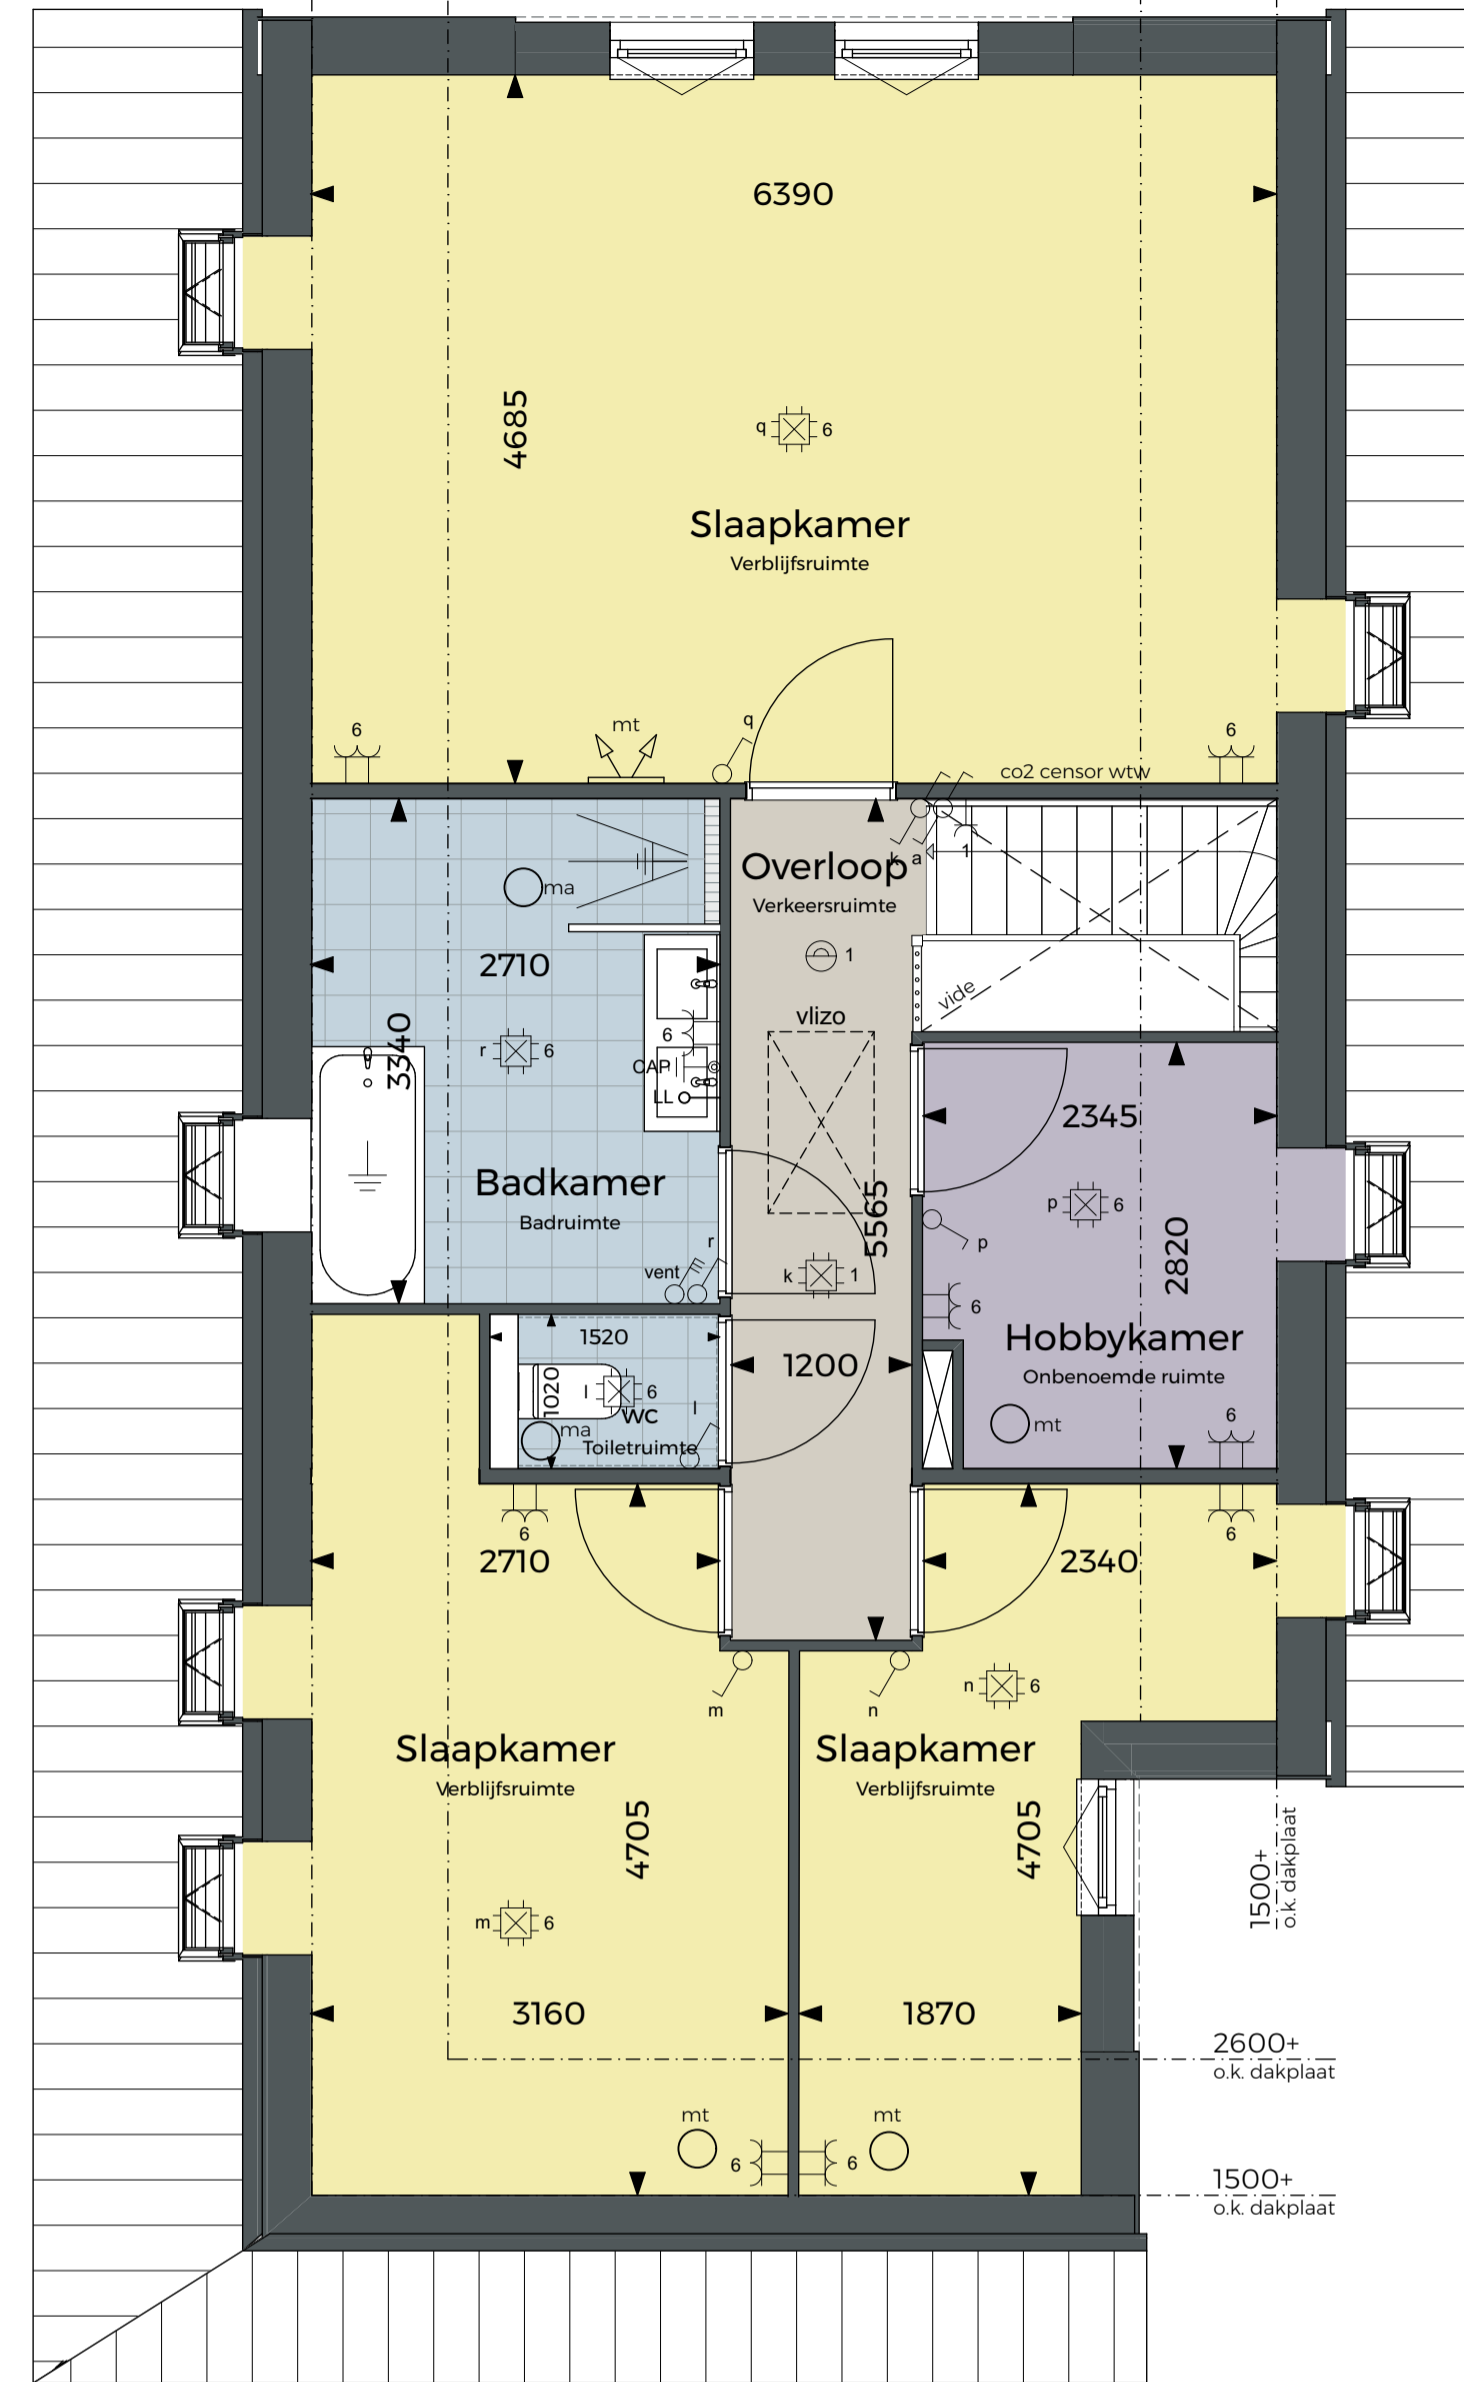 6390
4685
q 6
Slaapkamer
Verblijfsruimte
6
mt
q
6
co2 censor wtw
k a 1
Overloop
Verkeersruimte
ma
1
2710
vide
vlizo
3340
r 6
6
CAP
LL
2345
Badkamer
Badruimte
5565
p 6
2820
p
r
vent
k 1
6
Hobbykamer
Onbenoemde ruimte
1520
1020
l 6
WC
l
ma
Toiletruimte
1200
mt
6
6
2710
2340
6
m
n
n 6
Slaapkamer
Verblijfsruimte
4705
Slaapkamer
Verblijfsruimte
4705
1500+
o.k. dakplaat
m 6
3160
1870
2600+
o.k. dakplaat
mt
mt
6
6
1500+
o.k. dakplaat